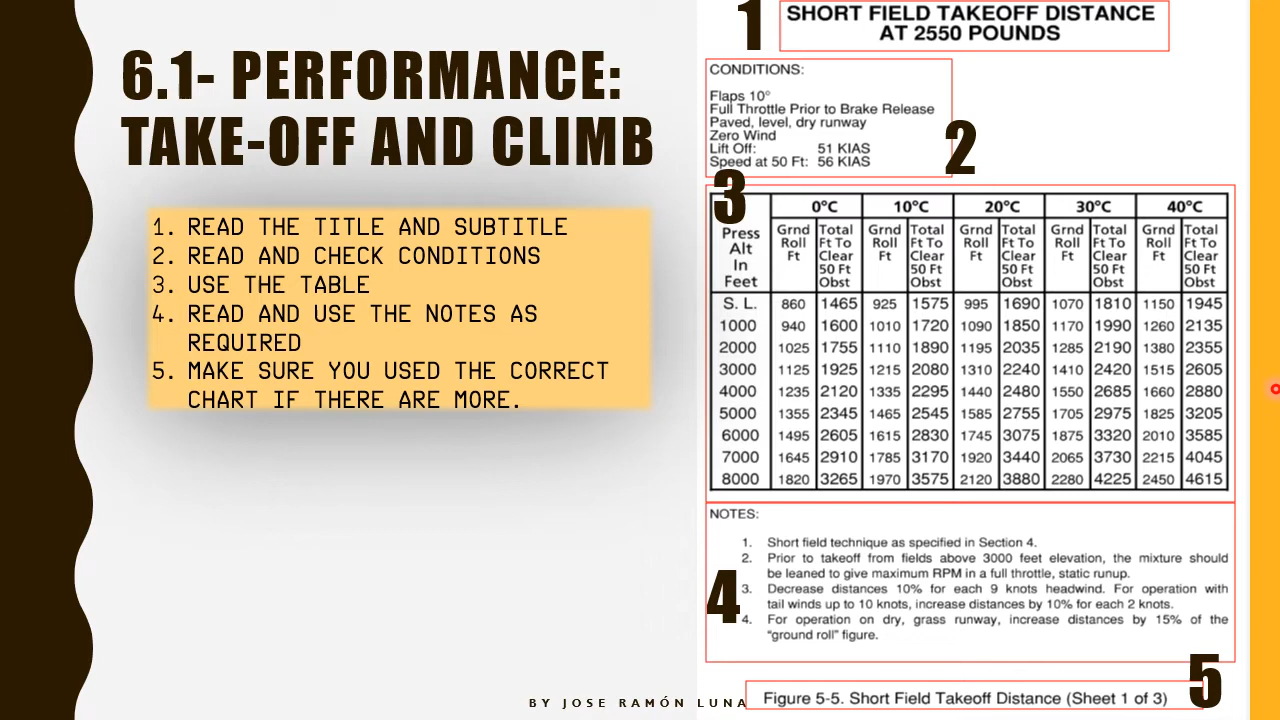 6.1- PERFORMANCE:
TAKE-OFF AND CLIMB
1. READ THE TITLE AND SUBTITLE
2. READ AND CHECK CONDITIONS
3. USE THE TABLE
4. READ AND USE THE NOTES AS
REQUIRED
5. MAKE SURE YOU USED THE CORRECT
CHART IF THERE ARE MORE.
1
SHORT FIELD TAKEOFF DISTANCE
AT 2550 POUNDS
CONDITIONS:
Flaps 10°
Full Throttle Prior to Brake Release
Paved, level, dry runway
Zero Wind
Lift Off: 51 KIAS
Speed at 50 Ft: 56 KIAS
2
3
0°C 10°C 20°C 30°C 40°C
Press Grnd Total Grnd Total Grnd Total Grnd Total Grnd Total
Alt Roll Ft To Roll Ft To Roll Ft To Roll Ft To Roll Ft To
In Ft Clear Ft Clear Ft Clear Ft Clear Ft Clear
Feet 50 Ft 50 Ft 50 Ft 50 Ft 50 Ft
Obst Obst Obst Obst Obst
S. L. 860 1465 925 1575 995 1690 1070 1810 1150 1945
1000 940 1600 1010 1720 1090 1850 1170 1990 1260 2135
2000 1025 1755 1110 1890 1195 2035 1285 2190 1380 2355
3000 1125 1925 1215 2080 1310 2240 1410 2420 1515 2605
4000 1235 2120 1335 2295 1440 2480 1550 2685 1660 2880
5000 1355 2345 1465 2545 1585 2755 1705 2975 1825 3205
6000 1495 2605 1615 2830 1745 3075 1875 3320 2010 3585
7000 1645 2910 1785 3170 1920 3440 2065 3730 2215 4045
8000 1820 3265 1970 3575 2120 3880 2280 4225 2450 4615
NOTES:
1. Short field technique as specified in Section 4.
2. Prior to takeoff from fields above 3000 feet elevation, the mixture should
be leaned to give maximum RPM in a full throttle, static runup.
3. Decrease distances 10% for each 9 knots headwind. For operation with
tail winds up to 10 knots, increase distances by 10% for each 2 knots.
4. For operation on dry, grass runway, increase distances by 15% of the
"ground roll" figure.
4
5
Figure 5-5. Short Field Takeoff Distance (Sheet 1 of 3)
BY JOSE RAMÓN LUNA